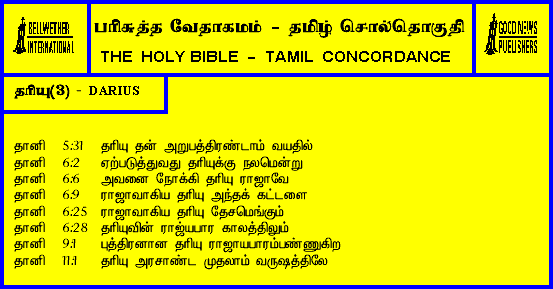 BELLWETHER INTERNATIONAL
பரிசுத்த வேதாகமம் - தமிழ் சொல்தொகுதி
THE HOLY BIBLE - TAMIL CONCORDANCE
GOOD NEWS PUBLISHERS
தரியு(3) - DARIUS
தானி 5:31 தரியு தன் அறுபத்திரண்டாம் வயதில்
தானி 6:2 ஏற்படுத்துவது தரியுக்கு நலமென்று
தானி 6:6 அவனை நோக்கி தரியு ராஜாவே
தானி 6:9 ராஜாவாகிய தரியு அந்தக் கட்டளை
தானி 6:25 ராஜாவாகிய தரியு தேசமெங்கும்
தானி 6:28 தரியுவின் ராஜ்யபார காலத்திலும்
தானி 9:1 புத்திரனான தரியு ராஜாயபாரம்பண்ணுகிற
தானி 11:1 தரியு அரசாண்ட முதலாம் வருஷத்திலே